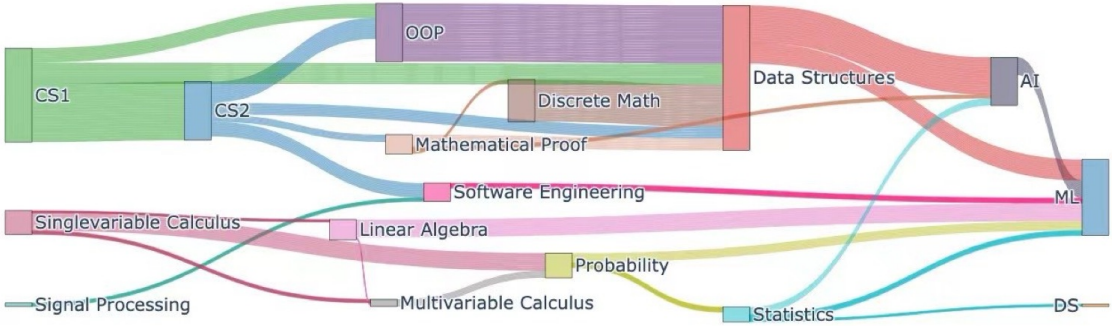 OOP
CS1
CS2
Data Structures
AI
Discrete Math
Mathematical Proof
Software Engineering
ML
Singlevariable Calculus
Linear Algebra
Probability
Signal Processing
Multivariable Calculus
Statistics
DS